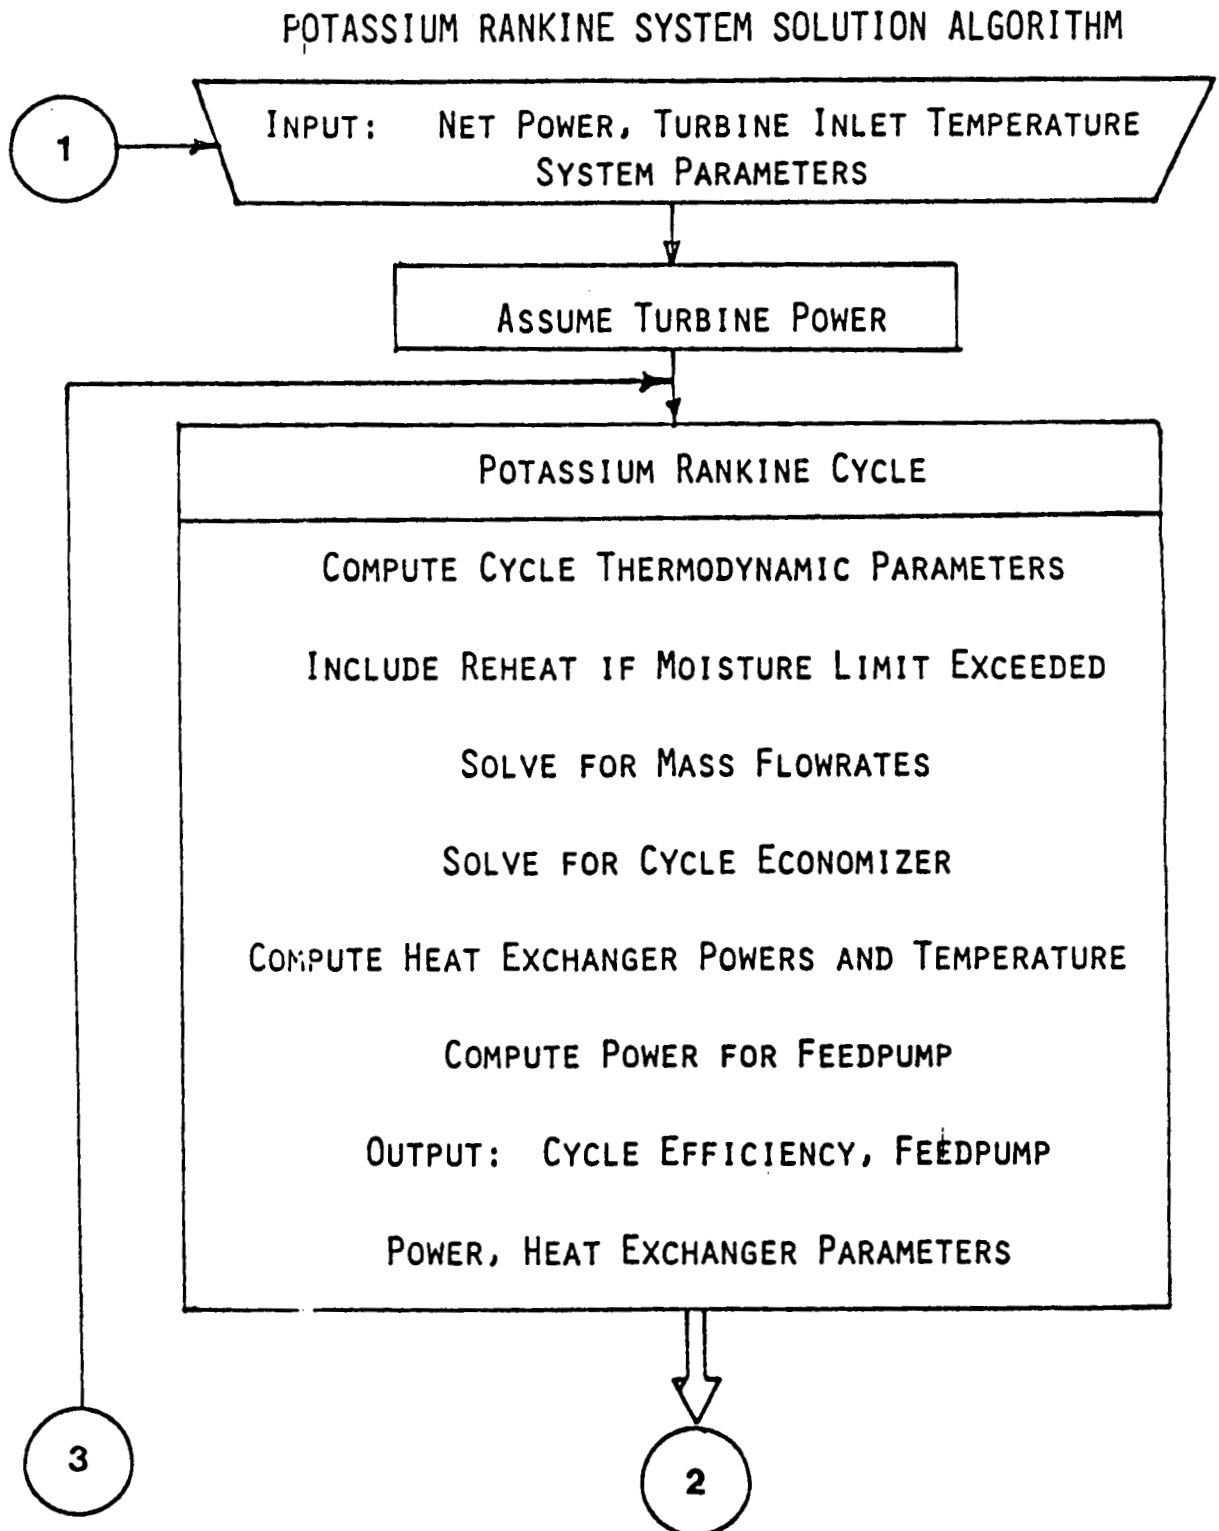 POTASSIUM RANKINE SYSTEM SOLUTION ALGORITHM
1
INPUT: NET POWER, TURBINE INLET TEMPERATURE
SYSTEM PARAMETERS
ASSUME TURBINE POWER
POTASSIUM RANKINE CYCLE
COMPUTE CYCLE THERMODYNAMIC PARAMETERS
INCLUDE REHEAT IF MOISTURE LIMIT EXCEEDED
SOLVE FOR MASS FLOWRATES
SOLVE FOR CYCLE ECONOMIZER
COMPUTE HEAT EXCHANGER POWERS AND TEMPERATURE
COMPUTE POWER FOR FEEDPUMP
OUTPUT: CYCLE EFFICIENCY, FEEDPUMP
POWER, HEAT EXCHANGER PARAMETERS
3
2